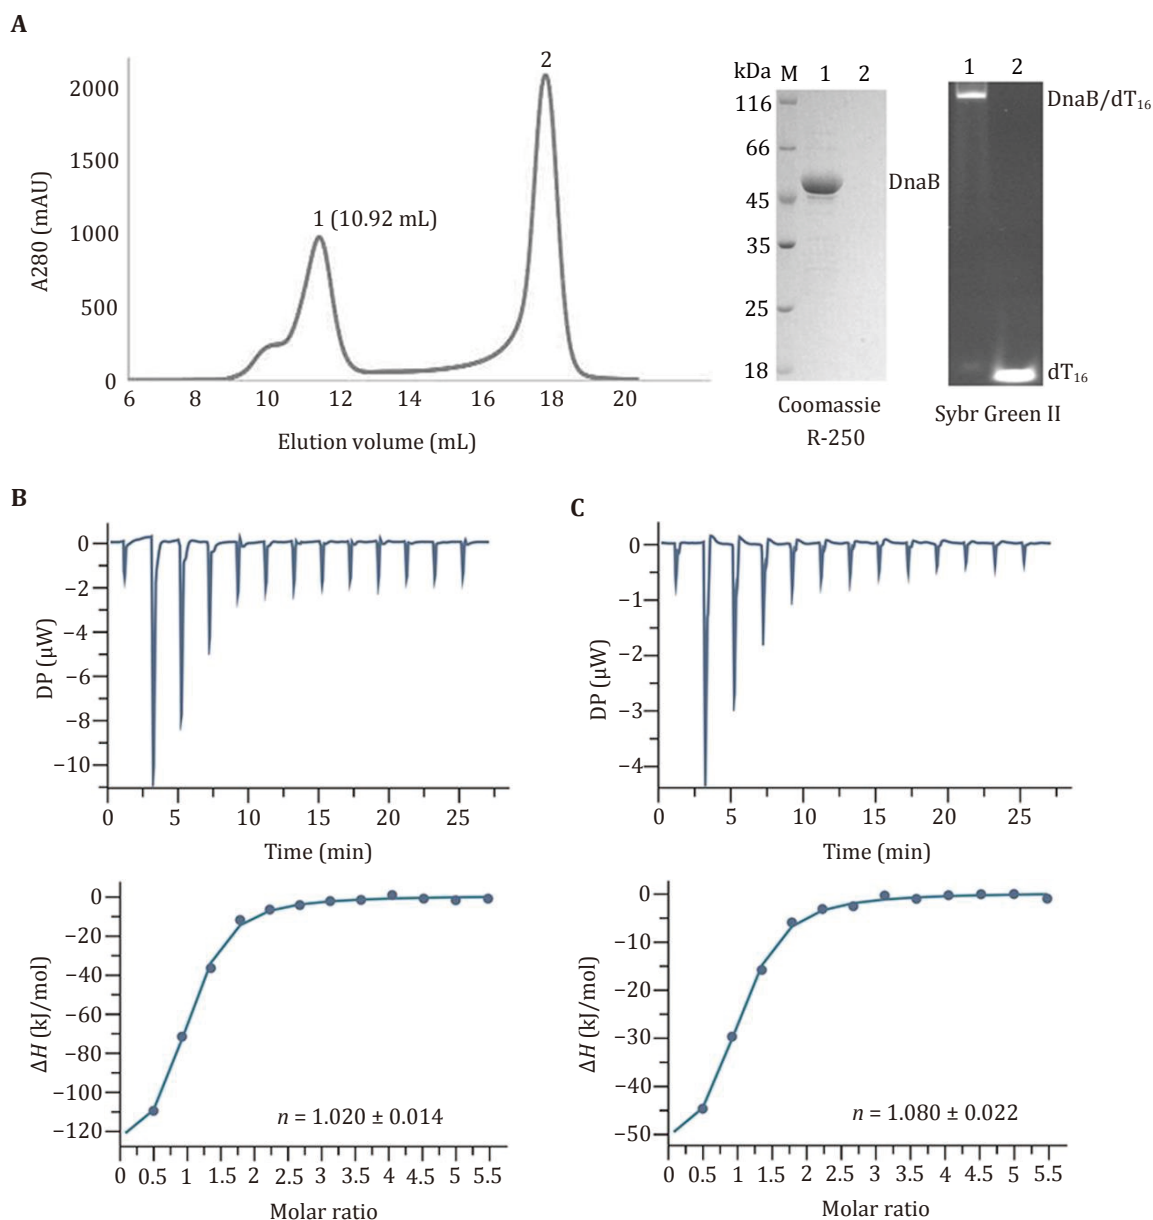 A
2000
1500
1000
500
0
A280 (mAU)
1 (10.92 mL)
2
6 8 10 12 14 16 18 20
Elution volume (mL)
kDa M 1 2
116
66
45
35
25
18
DnaB
Coomassie
R-250
1 2
DnaB/dT₁₆
dT₁₆
Sybr Green II
B
0
−2
−4
−6
−8
−10
DP (μW)
0 5 10 15 20 25
Time (min)
0
−20
−40
−60
−80
−100
−120
ΔH (kJ/mol)
n = 1.020 ± 0.014
0 0.5 1 1.5 2 2.5 3 3.5 4 4.5 5 5.5
Molar ratio
C
0
−1
−2
−3
−4
DP (μW)
0 5 10 15 20 25
Time (min)
0
−10
−20
−30
−40
−50
ΔH (kJ/mol)
n = 1.080 ± 0.022
0 0.5 1 1.5 2 2.5 3 3.5 4 4.5 5 5.5
Molar ratio